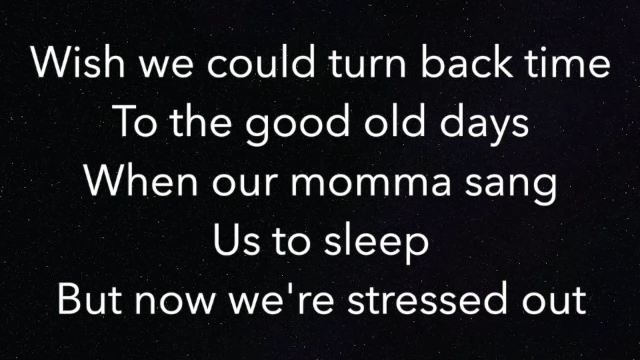 Wish we could turn back time
To the good old days
When our momma sang
Us to sleep
But now we're stressed out